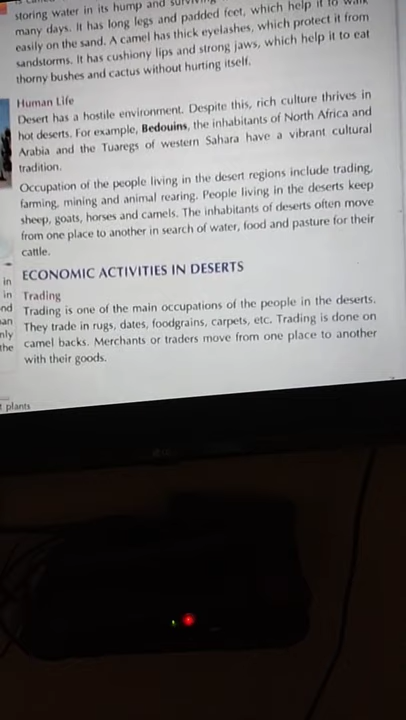 storing water in its hump and
many days. It has long legs and padded feet, which help it to walk
easily on the sand. A camel has thick eyelashes, which protect it from
sandstorms. It has cushiony lips and strong jaws, which help it to eat
thorny bushes and cactus without hurting itself.
Human Life
Desert has a hostile environment. Despite this, rich culture thrives in
hot deserts. For example, Bedouins, the inhabitants of North Africa and
Arabia and the Tuaregs of western Sahara have a vibrant cultural
tradition.
Occupation of the people living in the desert regions include trading,
farming, mining and animal rearing. People living in the deserts keep
sheep, goats, horses and camels. The inhabitants of deserts often move
from one place to another in search of water, food and pasture for their
cattle.
ECONOMIC ACTIVITIES IN DESERTS
in
in
the
Trading
Trading is one of the main occupations of the people in the deserts.
They trade in rugs, dates, foodgrains, carpets, etc. Trading is done on
camel backs. Merchants or traders move from one place to another
with their goods.
plants